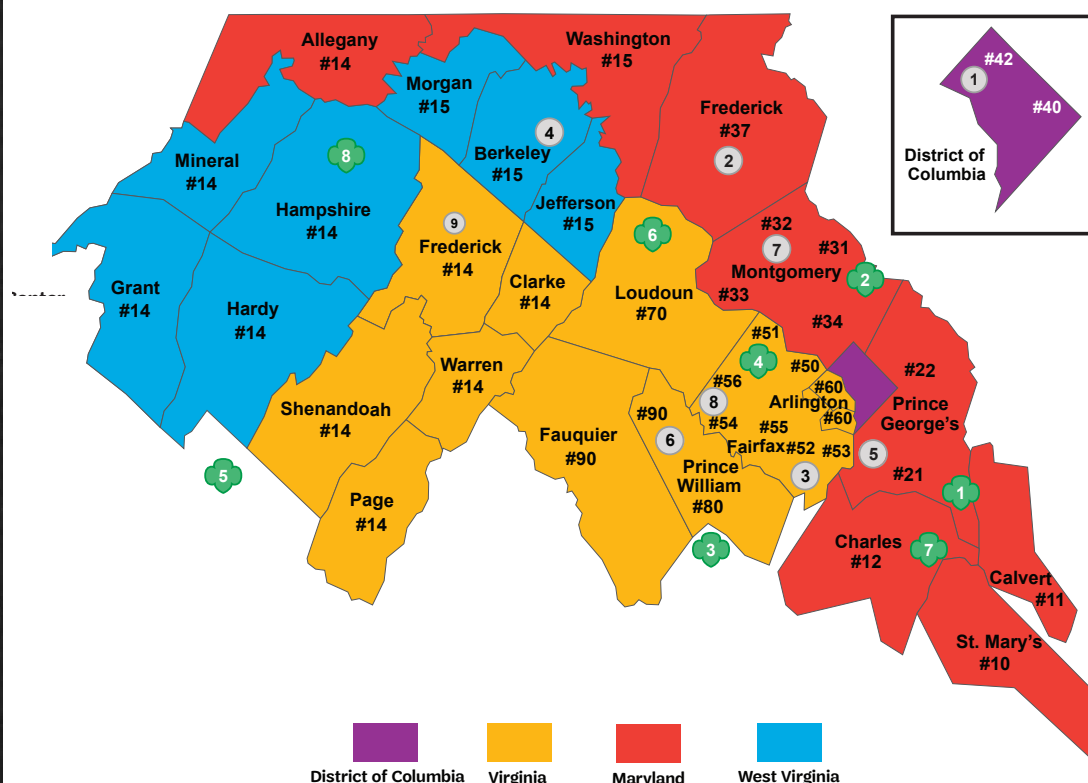 Allegany
#14
Washington
#15
Morgan
#15
Frederick
#37
2
4
Berkeley
#15
Mineral
#14
8
Hampshire
#14
Jefferson
#15
9
Frederick
#14
Clarke
#14
6
Loudoun
#70
#32
7
#31
Montgomery
2
#33
#34
Grant
#14
Hardy
#14
Warren
#14
Shenandoah
#14
Page
#14
5
Fauquier
#90
#90
6
Prince
William
#80
3
#51
4
#50
#56
8
#54
#60
Arlington
#60
#55
Fairfax
#52
#53
3
#22
Prince
George's
5
#21
1
Charles
#12
7
Calvert
#11
St. Mary's
#10
#42
1
#40
District of
Columbia
District of Columbia
Virginia
Maryland
West Virginia